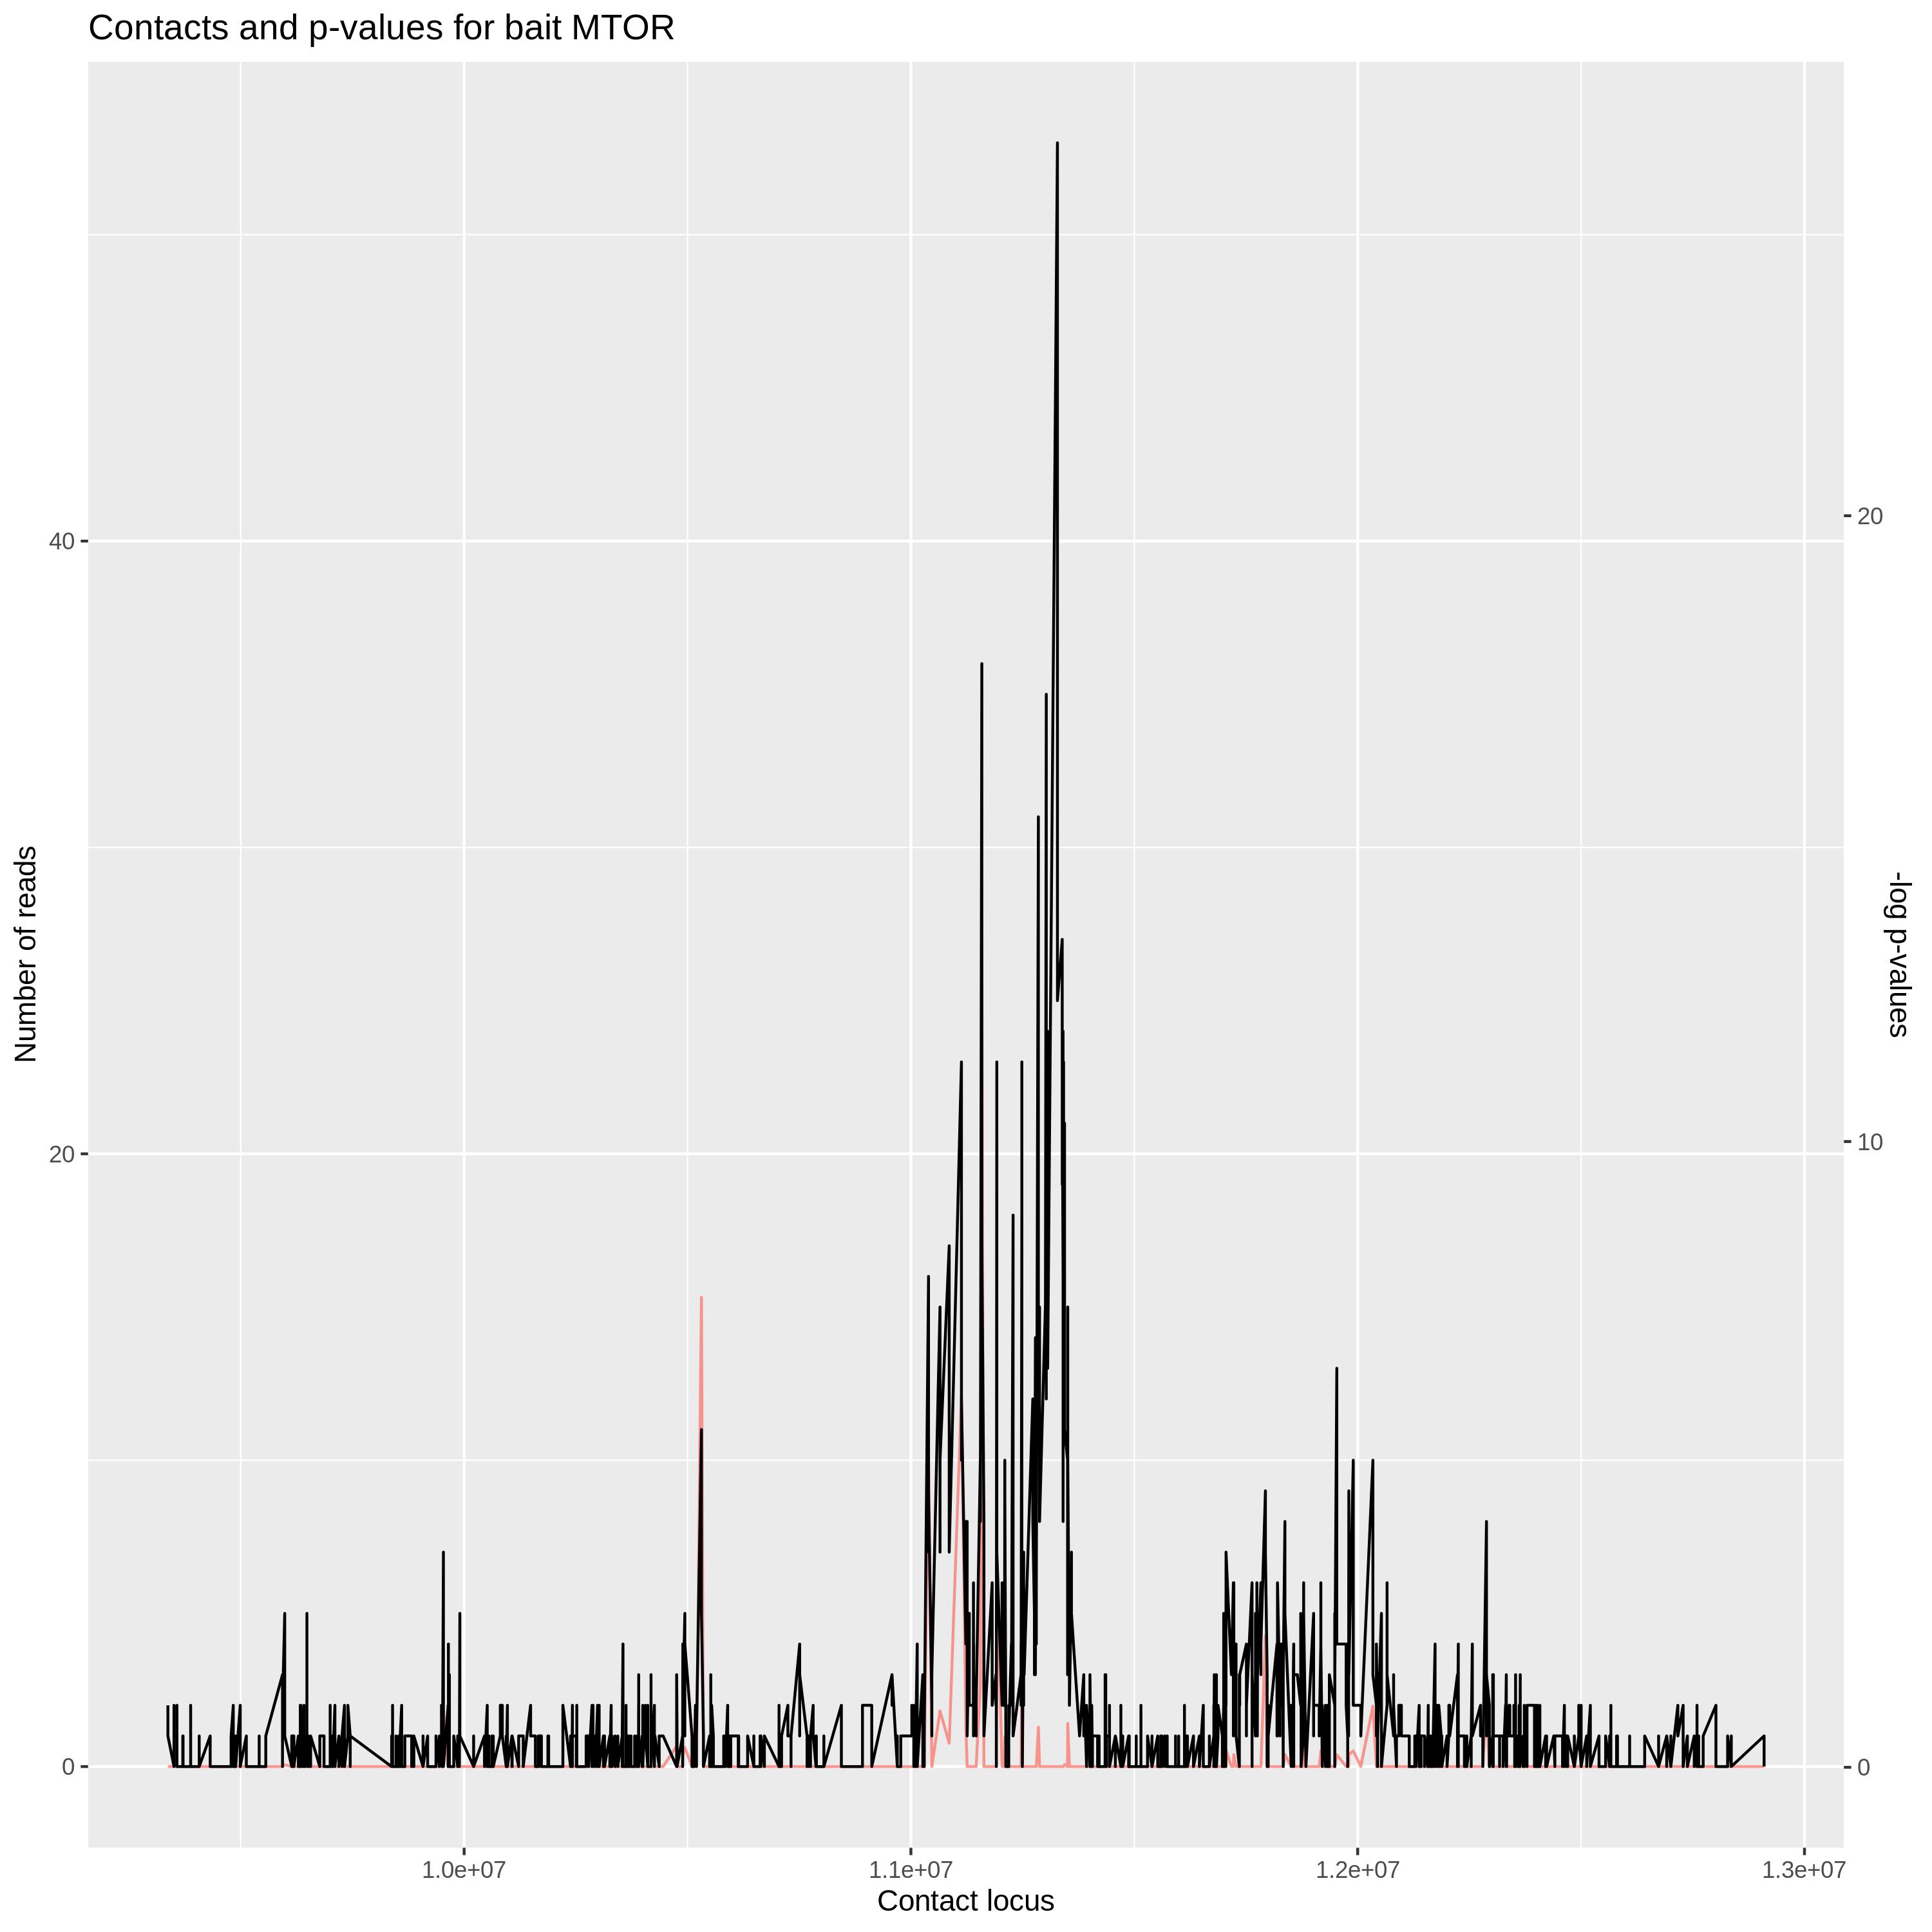 Contacts and p-values for bait MTOR
Number of reads
40
20
0
20
10
0
-log p-values
1.0e+07
1.1e+07
1.2e+07
1.3e+07
Contact locus